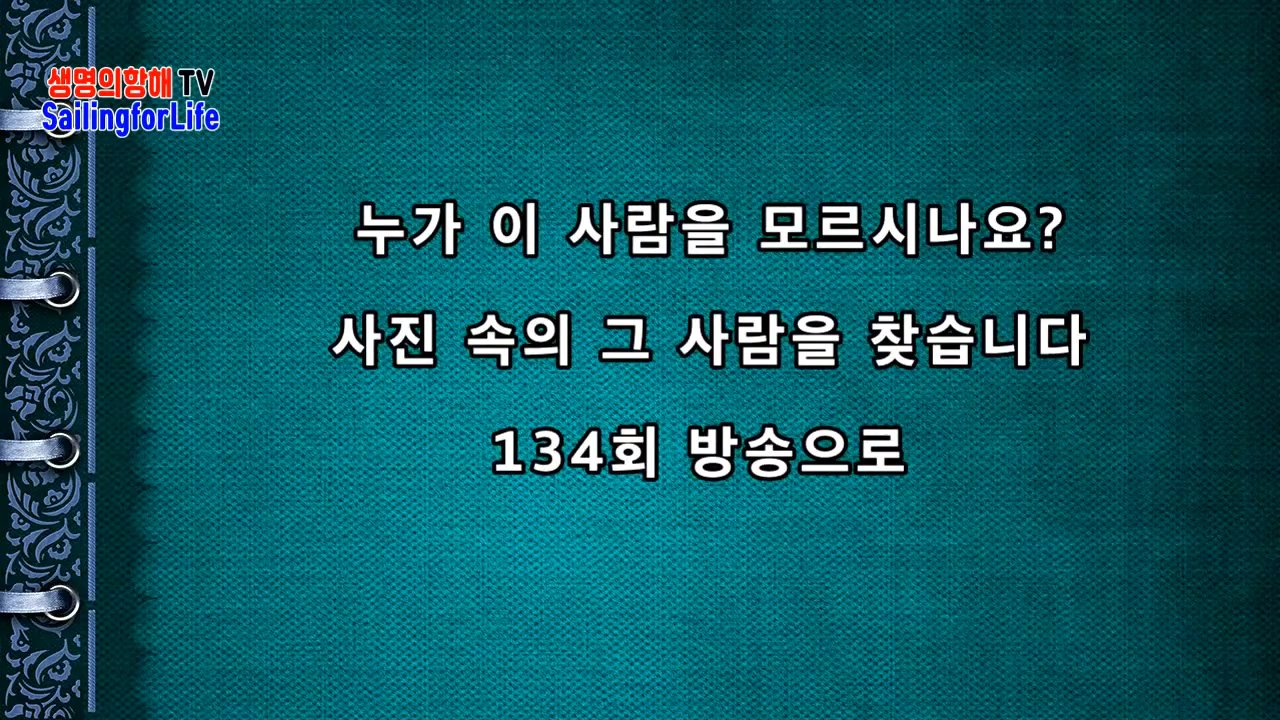 생명의항해 TV
SailingforLife
누가 이 사람을 모르시나요?
사진 속의 그 사람을 찾습니다
134회 방송으로